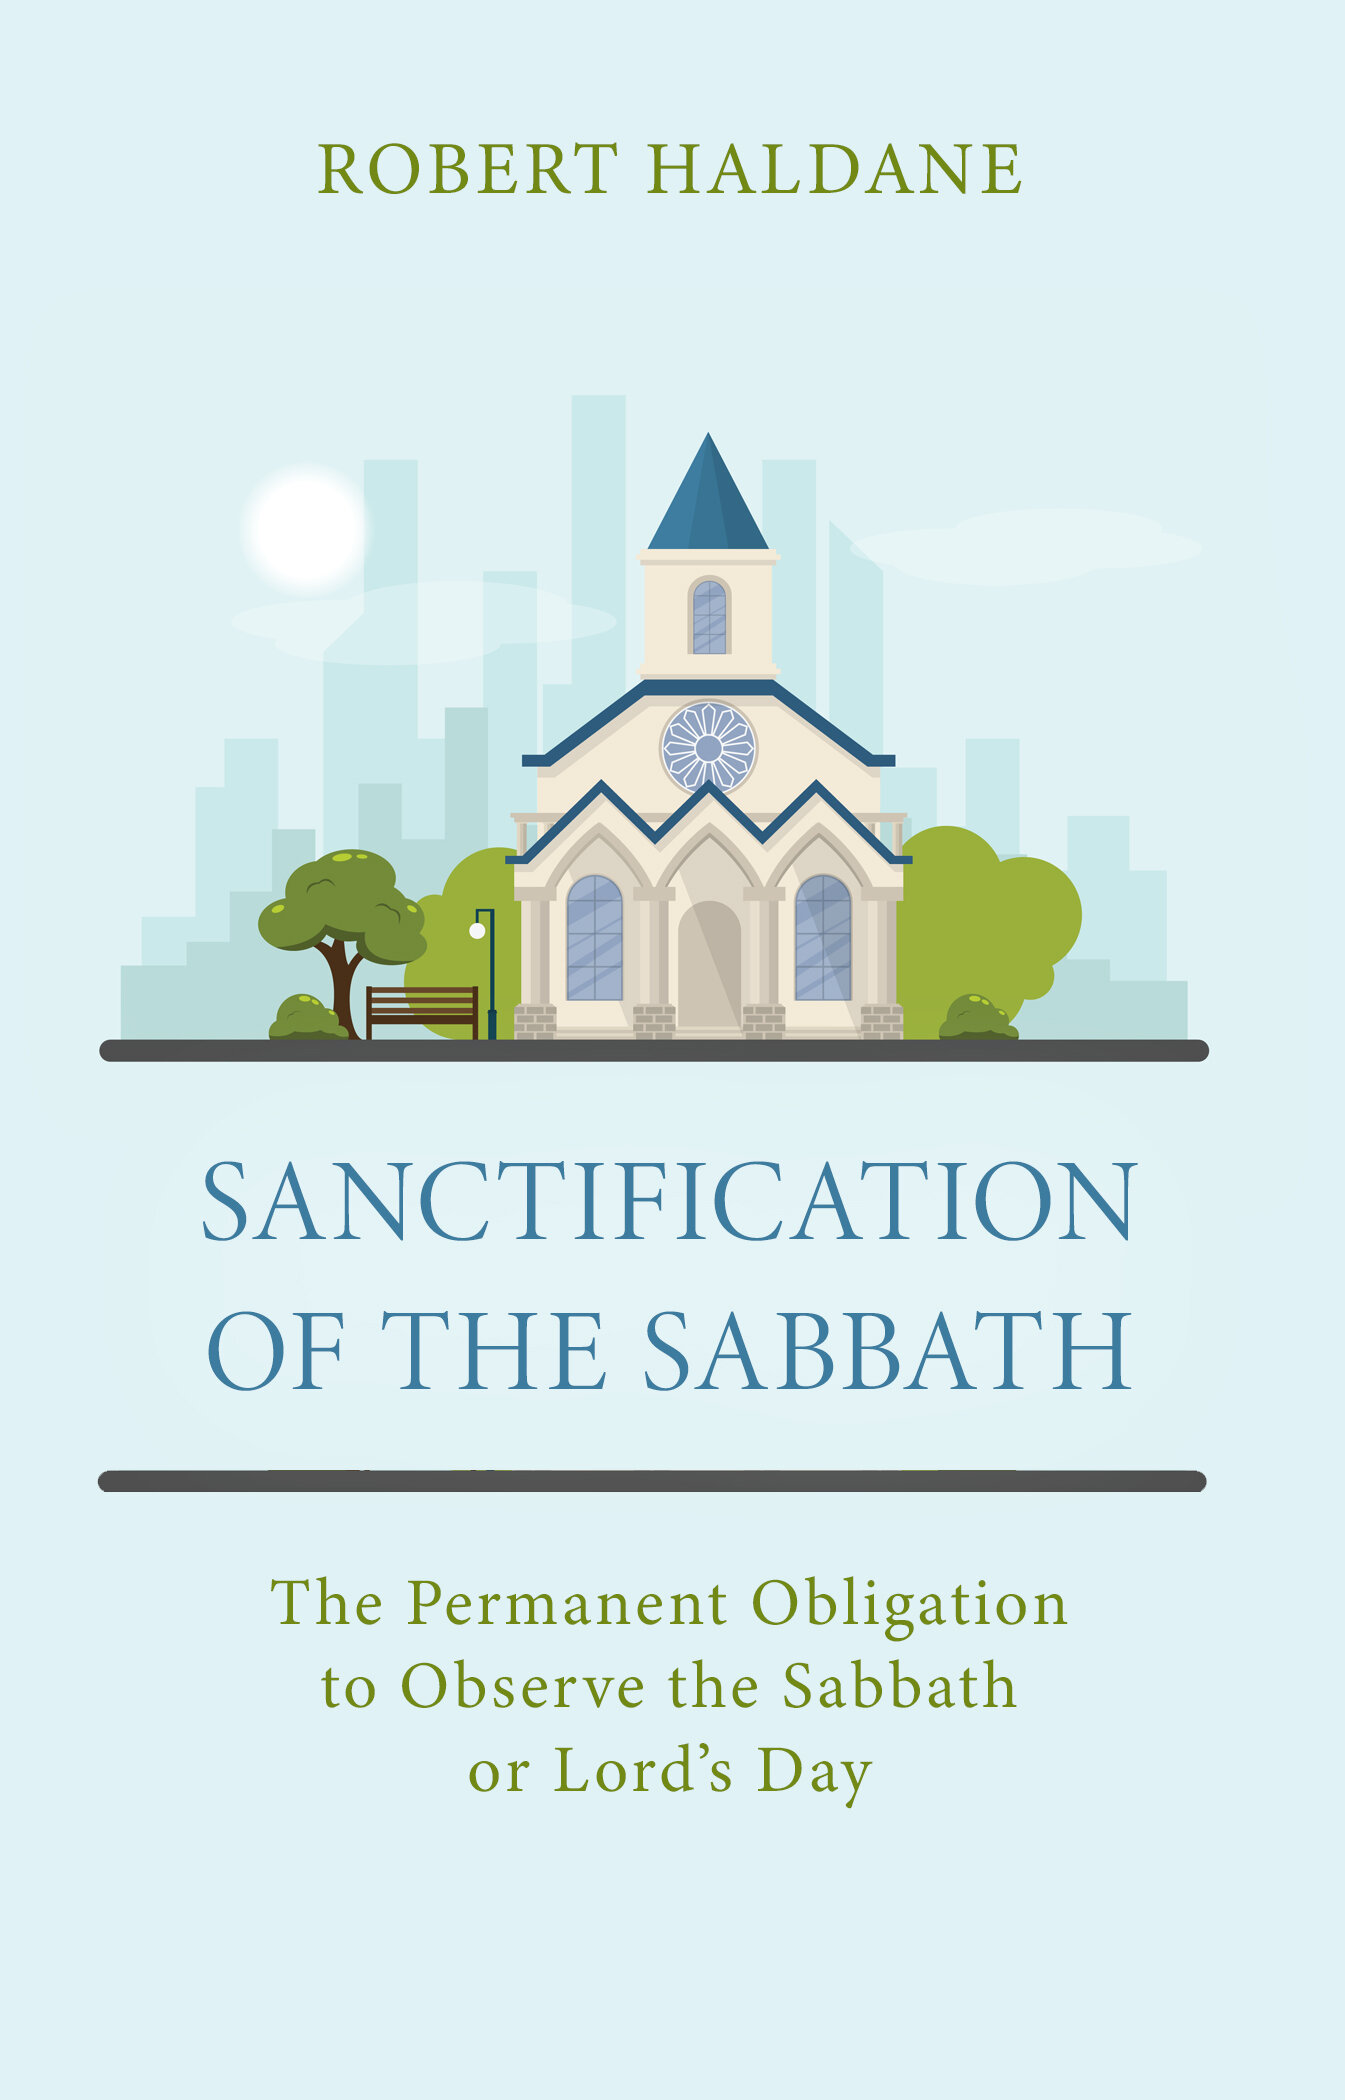 ROBERT HALDANE
SANCTIFICATION
OF THE SABBATH
The Permanent Obligation
to Observe the Sabbath
or Lord’s Day